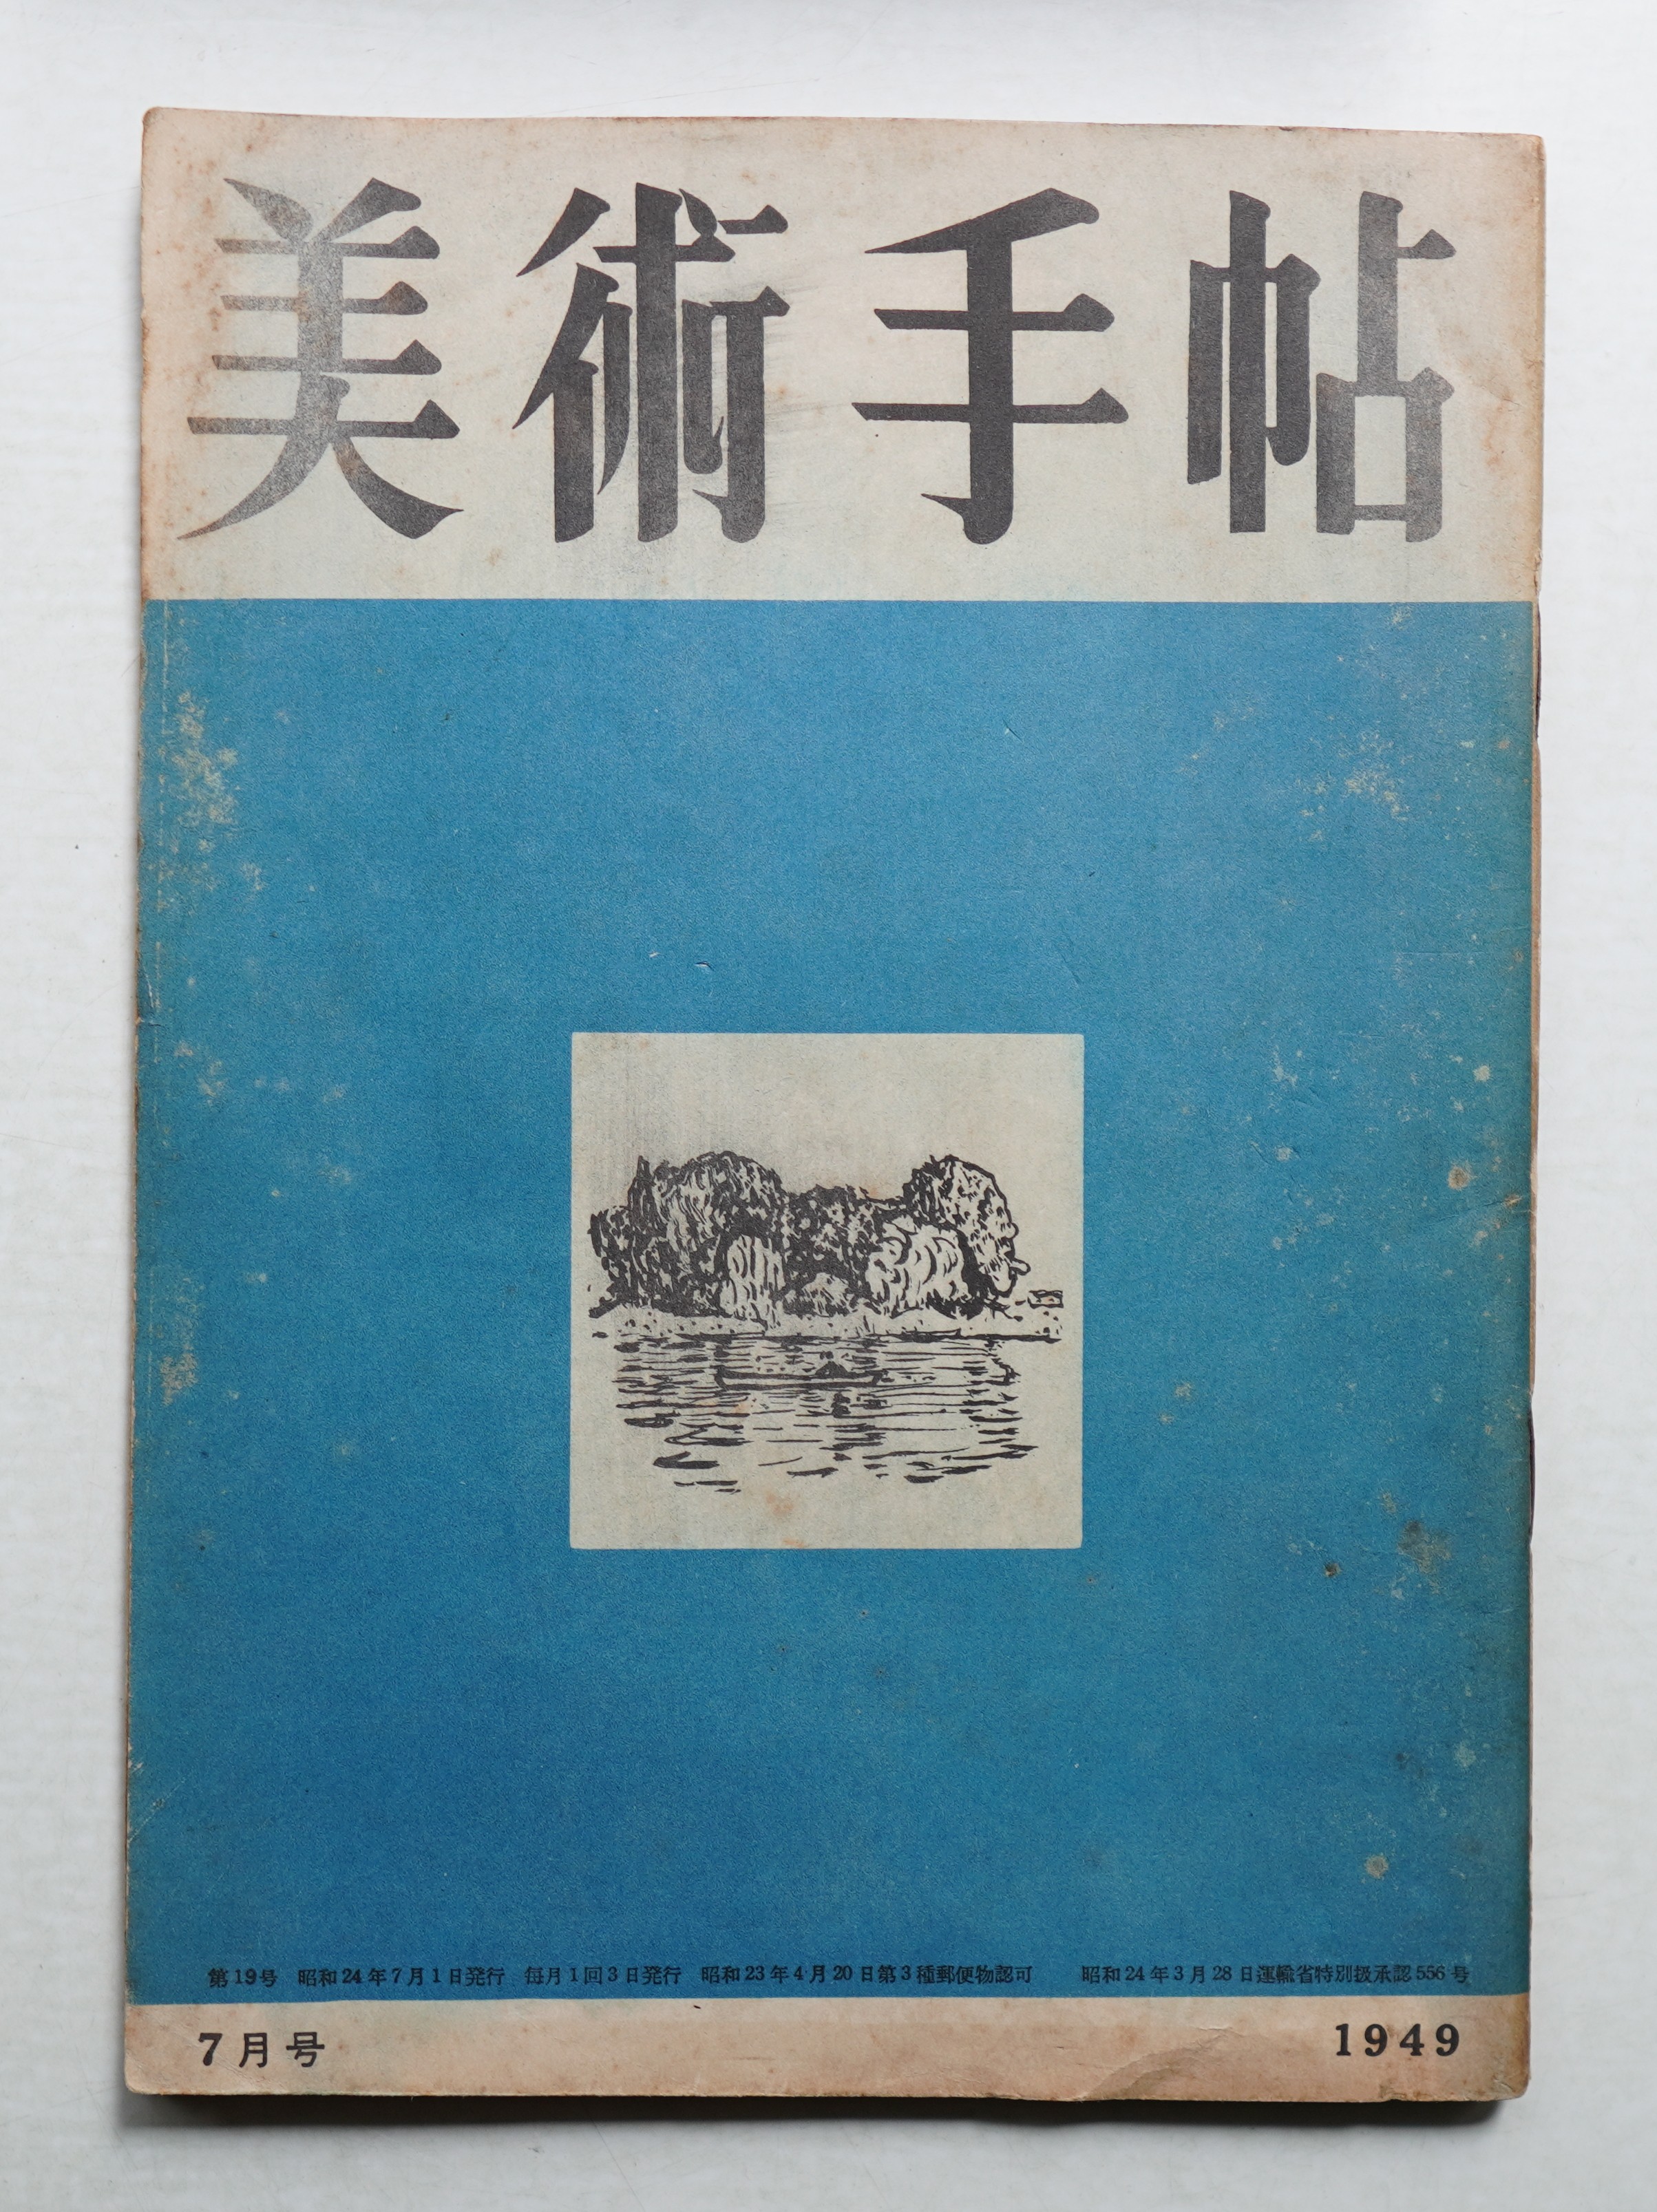 美術手帖
第19号 昭和24年7月1日発行 毎月1回3日発行 昭和23年4月20日第3種郵便物認可 昭和24年3月28日運輸省特別扱承認556号
7月号 1949